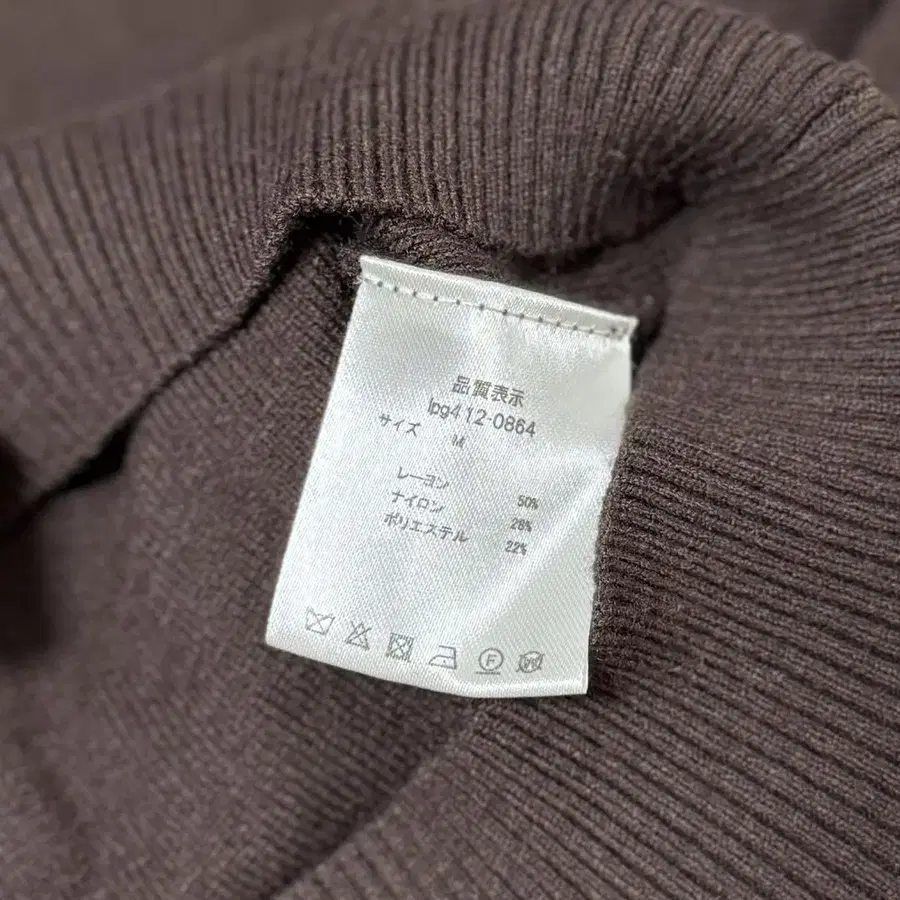 品質表示
lbg412-0864
サイズ M
レーヨン 50%
ナイロン 28%
ポリエステル 22%
F
W